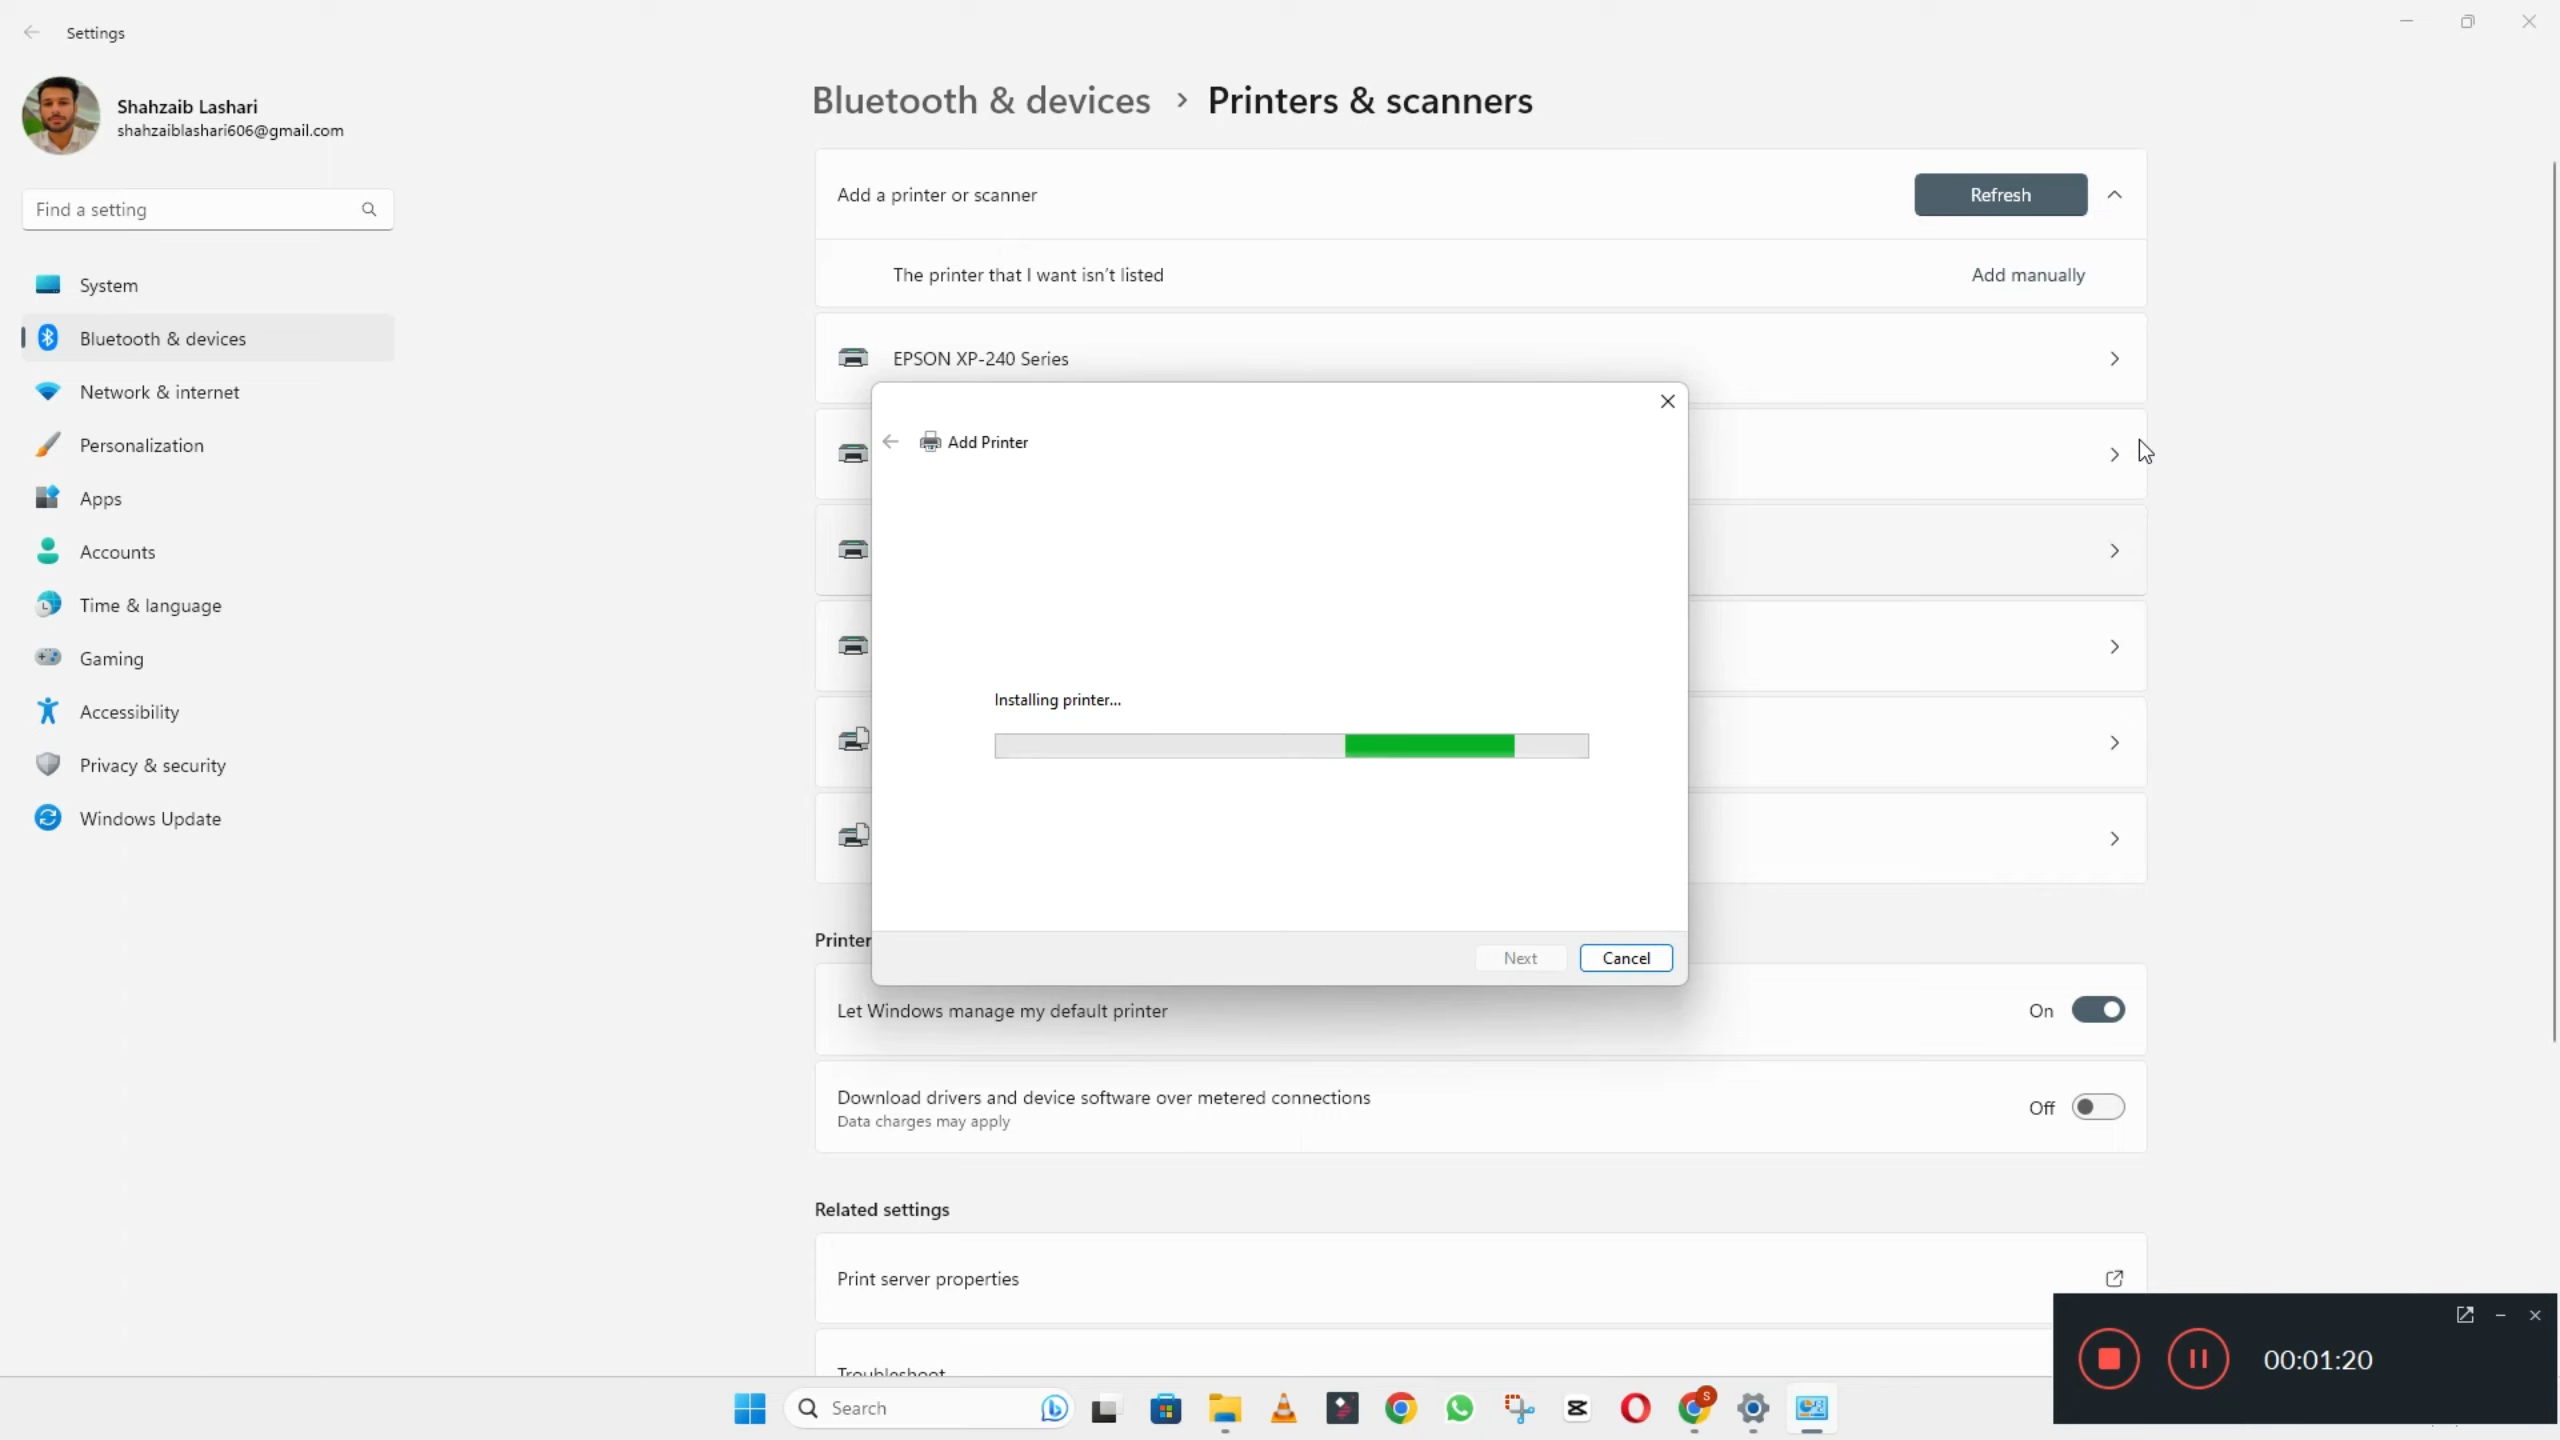 Settings
Shahzaib Lashari
shahzaiblashari606@gmail.com
Find a setting
System
Bluetooth & devices
Network & internet
Personalization
Apps
Accounts
Time & language
Gaming
Accessibility
Privacy & security
Windows Update
Bluetooth & devices > Printers & scanners
Add a printer or scanner
Refresh
The printer that I want isn't listed
Add manually
EPSON XP-240 Series
Add Printer
Installing printer...
Next
Cancel
Printer
Let Windows manage my default printer
On
Download drivers and device software over metered connections
Data charges may apply
Off
Related settings
Print server properties
Troubleshoot
00:01:20
Search
S